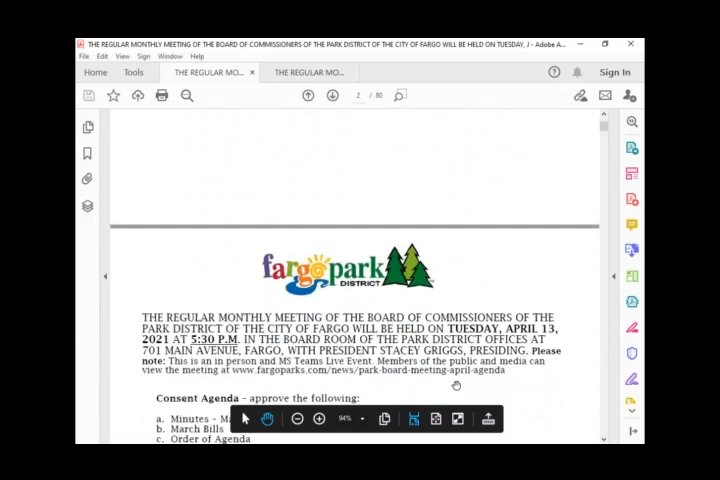 THE REGULAR MONTHLY MEETING OF THE BOARD OF COMMISSIONERS OF THE PARK DISTRICT OF THE CITY OF FARGO WILL BE HELD ON TUESDAY, J - Adobe A...
File Edit View Sign Window Help
Home Tools THE REGULAR MO... × THE REGULAR MO... Sign In
2 / 80
fargo park
DISTRICT
THE REGULAR MONTHLY MEETING OF THE BOARD OF COMMISSIONERS OF THE
PARK DISTRICT OF THE CITY OF FARGO WILL BE HELD ON TUESDAY, APRIL 13,
2021 AT 5:30 P.M. IN THE BOARD ROOM OF THE PARK DISTRICT OFFICES AT
701 MAIN AVENUE, FARGO, WITH PRESIDENT STACEY GRIGGS, PRESIDING. Please
note: This is an in person and MS Teams Live Event. Members of the public and media can
view the meeting at www.fargoparks.com/news/park-board-meeting-april-agenda
Consent Agenda - approve the following:
a. Minutes - Ma
b. March Bills
c. Order of Agenda
94%